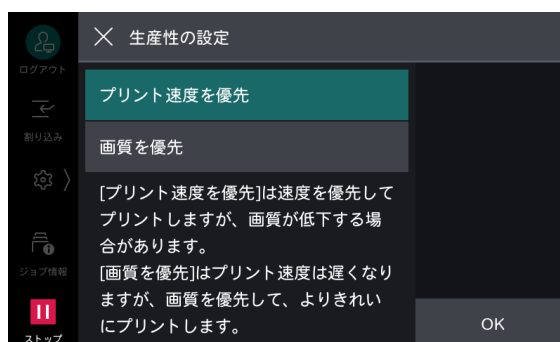 生産性の設定
ログアウト
割り込み
ジョブ情報
ストップ
プリント速度を優先
画質を優先
[プリント速度を優先]は速度を優先して
プリントしますが、画質が低下する場
合があります。
[画質を優先]はプリント速度は遅くなり
ますが、画質を優先して、よりきれい
にプリントします。
OK